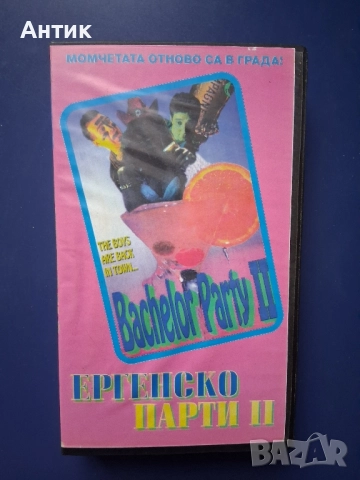 Антик
МОМЧЕТАТА ОТНОВО СА В ГРАДА!
THE BOYS
ARE BACK
IN TOWN...
Bachelor Party II
ЕРГЕНСКО
ПАРТИ II
BAZAR